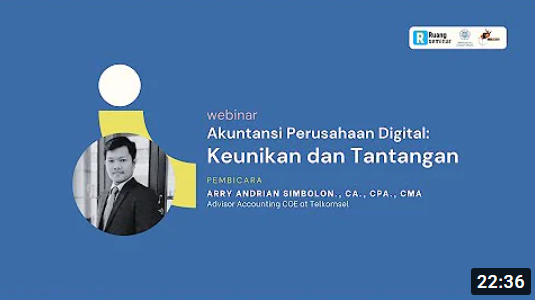 Ruang
seminar
webinar
Akuntansi Perusahaan Digital:
Keunikan dan Tantangan
PEMBICARA
ARRY ANDRIAN SIMBOLON., CA., CPA., CMA
Advisor Accounting COE at Telkomsel
22:36